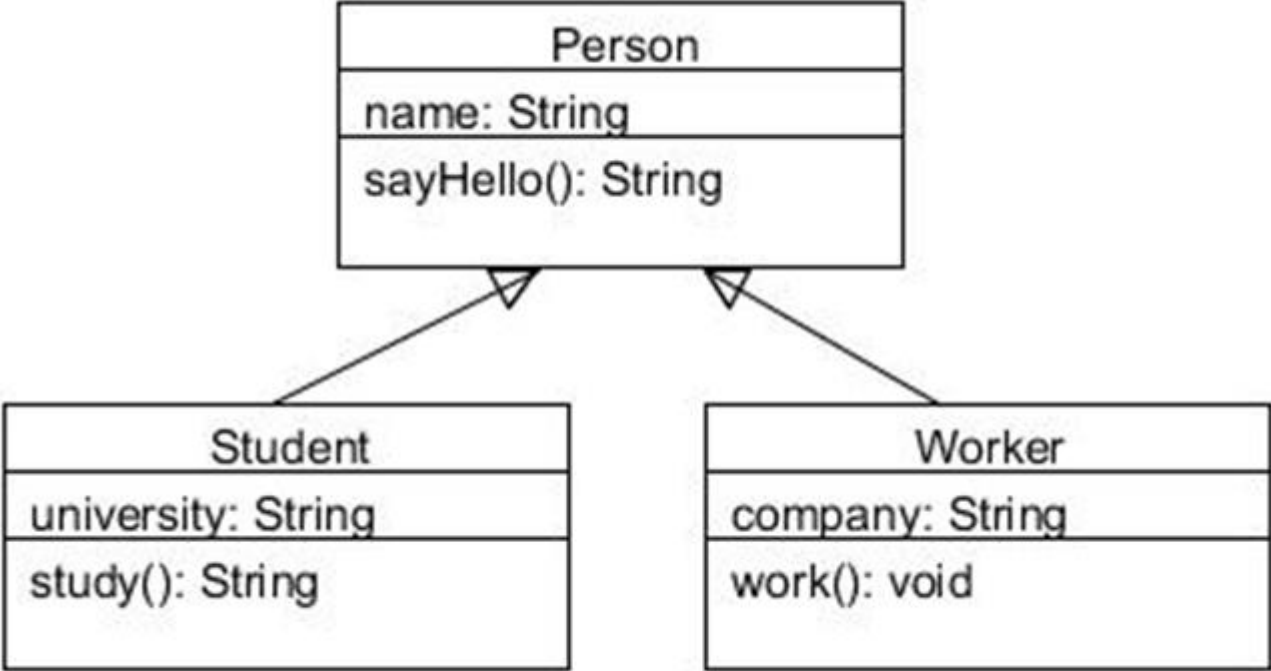 Person
name: String
sayHello(): String
Student
university: String
study(): String
Worker
company: String
work(): void